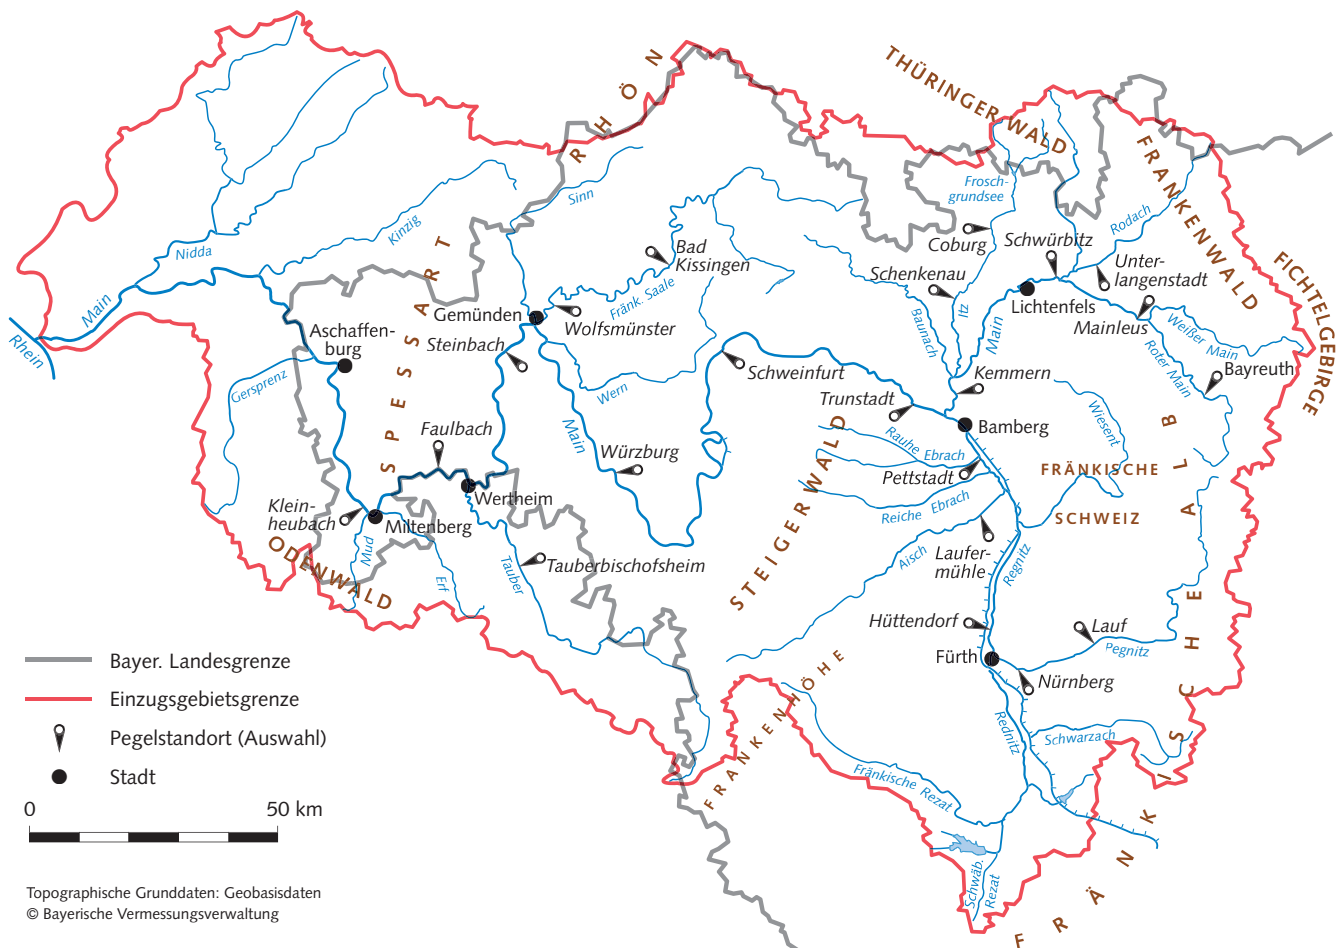 RHÖN
THÜRINGER WALD
FRANKENWALD
FICHTELGEBIRGE
SPESSART
ODENWALD
STEIGERWALD
FRANKENHÖHE
FRÄNKISCHE
SCHWEIZ
FRÄNKISCHE ALB
Rhein
Main
Nidda
Kinzig
Sinn
Gersprenz
Aschaffen-
burg
Gemünden
Steinbach
Wolfsmünster
Fränk. Saale
Bad
Kissingen
Wern
Main
Schweinfurt
Würzburg
Faulbach
Wertheim
Klein-
heubach
Miltenberg
Mud
Erf
Tauber
Tauberbischofsheim
Frosch-
grundsee
Coburg
Schwürbitz
Rodach
Unter-
langenstadt
Schenkenau
Itz
Baunach
Main
Lichtenfels
Mainleus
Weißer Main
Roter Main
Bayreuth
Kemmern
Trunstadt
Bamberg
Wiesent
Rauhe Ebrach
Pettstadt
Reiche Ebrach
Aisch
Laufer-
mühle
Regnitz
Hüttendorf
Fürth
Lauf
Pegnitz
Nürnberg
Rednitz
Schwarzach
Fränkische Rezat
Schwäb.
Rezat
Bayer. Landesgrenze
Einzugsgebietsgrenze
Pegelstandort (Auswahl)
Stadt
0 50 km
Topographische Grunddaten: Geobasisdaten
© Bayerische Vermessungsverwaltung